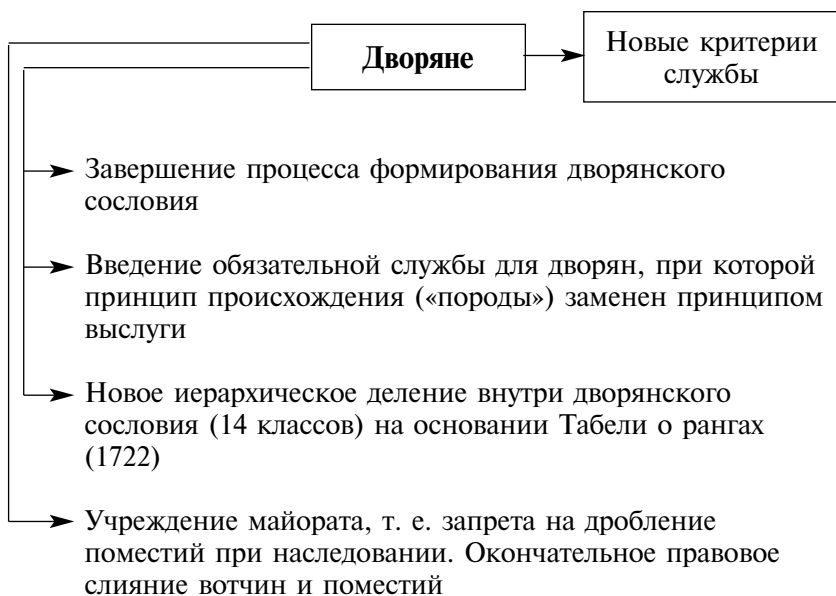 Дворяне
Новые критерии
службы
Завершение процесса формирования дворянского
сословия
Введение обязательной службы для дворян, при которой
принцип происхождения («породы») заменен принципом
выслуги
Новое иерархическое деление внутри дворянского
сословия (14 классов) на основании Табели о рангах
(1722)
Учреждение майората, т. е. запрета на дробление
поместий при наследовании. Окончательное правовое
слияние вотчин и поместий